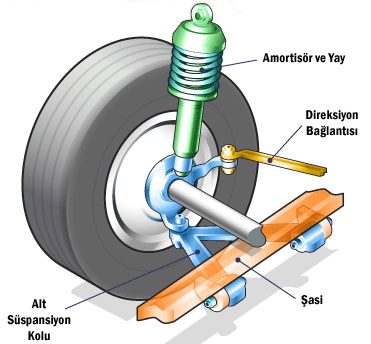 Amortisör ve Yay
Direksiyon
Bağlantısı
Alt
Süspansiyon
Kolu
Şasi